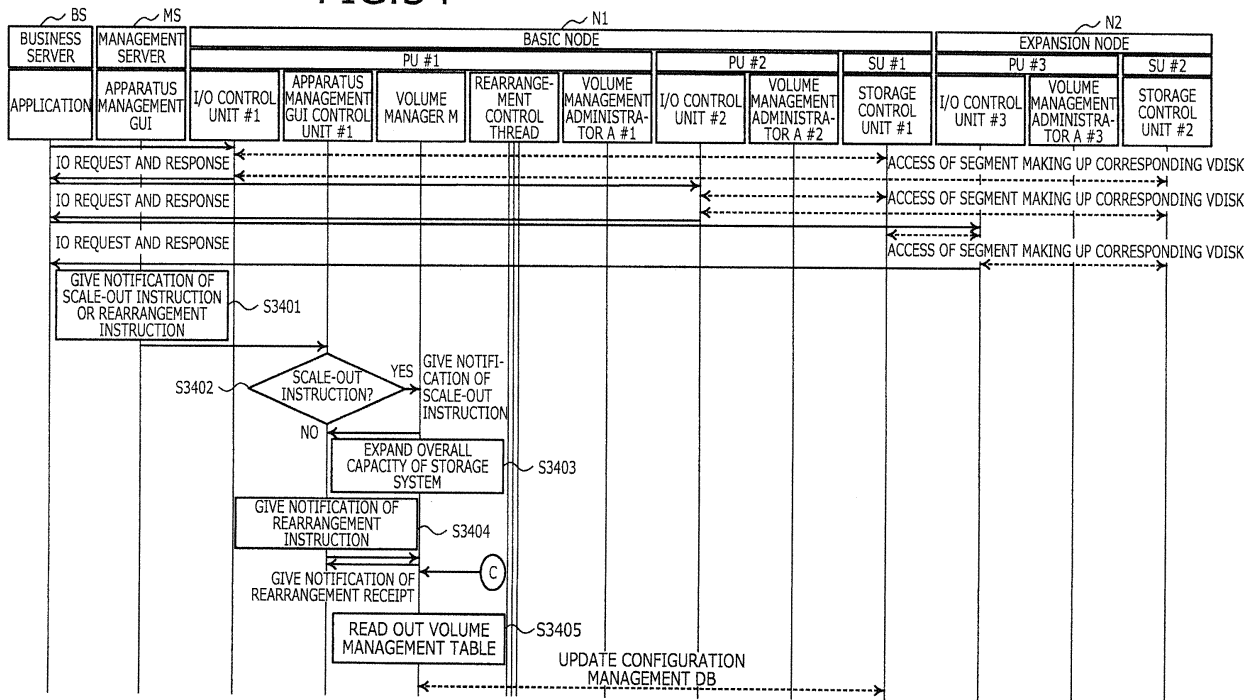 FIG.34
BS
MS
N1
N2
BUSINESS
SERVER
MANAGEMENT
SERVER
BASIC NODE
EXPANSION NODE
PU #1
PU #2
SU #1
PU #3
SU #2
APPLICATION
APPARATUS
MANAGEMENT
GUI
I/O CONTROL
UNIT #1
APPARATUS
MANAGEMENT
GUI CONTROL
UNIT #1
VOLUME
MANAGER M
REARRANGE-
MENT
CONTROL
THREAD
VOLUME
MANAGEMENT
ADMINISTRA-
TOR A #1
I/O CONTROL
UNIT #2
VOLUME
MANAGEMENT
ADMINISTRA-
TOR A #2
STORAGE
CONTROL
UNIT #1
I/O CONTROL
UNIT #3
VOLUME
MANAGEMENT
ADMINISTRA-
TOR A #3
STORAGE
CONTROL
UNIT #2
IO REQUEST AND RESPONSE
ACCESS OF SEGMENT MAKING UP CORRESPONDING VDISK
IO REQUEST AND RESPONSE
ACCESS OF SEGMENT MAKING UP CORRESPONDING VDISK
IO REQUEST AND RESPONSE
ACCESS OF SEGMENT MAKING UP CORRESPONDING VDISK
GIVE NOTIFICATION OF
SCALE-OUT INSTRUCTION
OR REARRANGEMENT
INSTRUCTION
S3401
S3402
SCALE-OUT
INSTRUCTION?
YES
GIVE NOTIFI-
CATION OF
SCALE-OUT
INSTRUCTION
NO
EXPAND OVERALL
CAPACITY OF STORAGE
SYSTEM
S3403
GIVE NOTIFICATION OF
REARRANGEMENT
INSTRUCTION
S3404
GIVE NOTIFICATION OF
REARRANGEMENT RECEIPT
C
READ OUT VOLUME
MANAGEMENT TABLE
S3405
UPDATE CONFIGURATION
MANAGEMENT DB